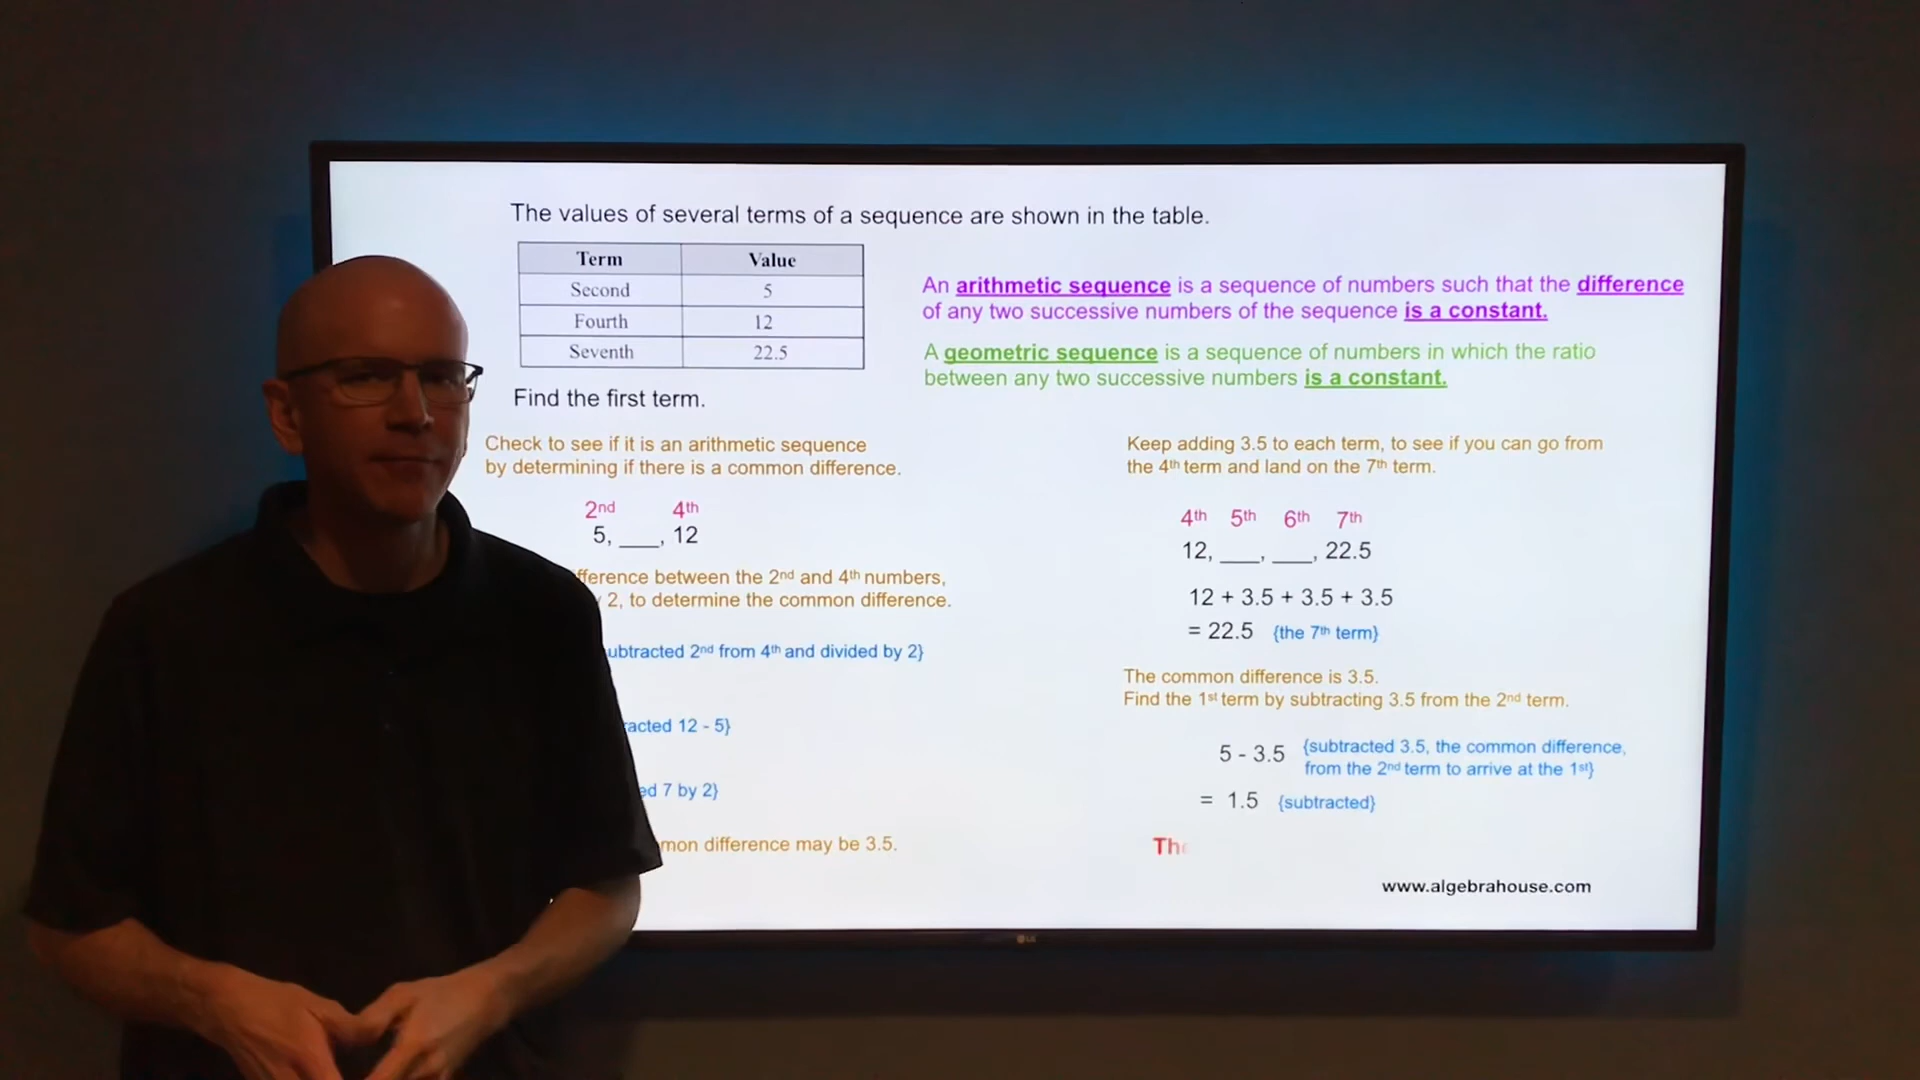 The values of several terms of a sequence are shown in the table.
Term Value
Second 5
Fourth 12
Seventh 22.5
Find the first term.
An arithmetic sequence is a sequence of numbers such that the difference
of any two successive numbers of the sequence is a constant.
A geometric sequence is a sequence of numbers in which the ratio
between any two successive numbers is a constant.
Check to see if it is an arithmetic sequence
by determining if there is a common difference.
2nd 4th
5, ___, 12
fference between the 2nd and 4th numbers,
2, to determine the common difference.
ubtracted 2nd from 4th and divided by 2}
acted 12 - 5}
ed 7 by 2}
mon difference may be 3.5.
Keep adding 3.5 to each term, to see if you can go from
the 4th term and land on the 7th term.
4th 5th 6th 7th
12, ___, ___, 22.5
12 + 3.5 + 3.5 + 3.5
= 22.5 {the 7th term}
The common difference is 3.5.
Find the 1st term by subtracting 3.5 from the 2nd term.
5 - 3.5 {subtracted 3.5, the common difference,
from the 2nd term to arrive at the 1st}
= 1.5 {subtracted}
The
www.algebrahouse.com
LG